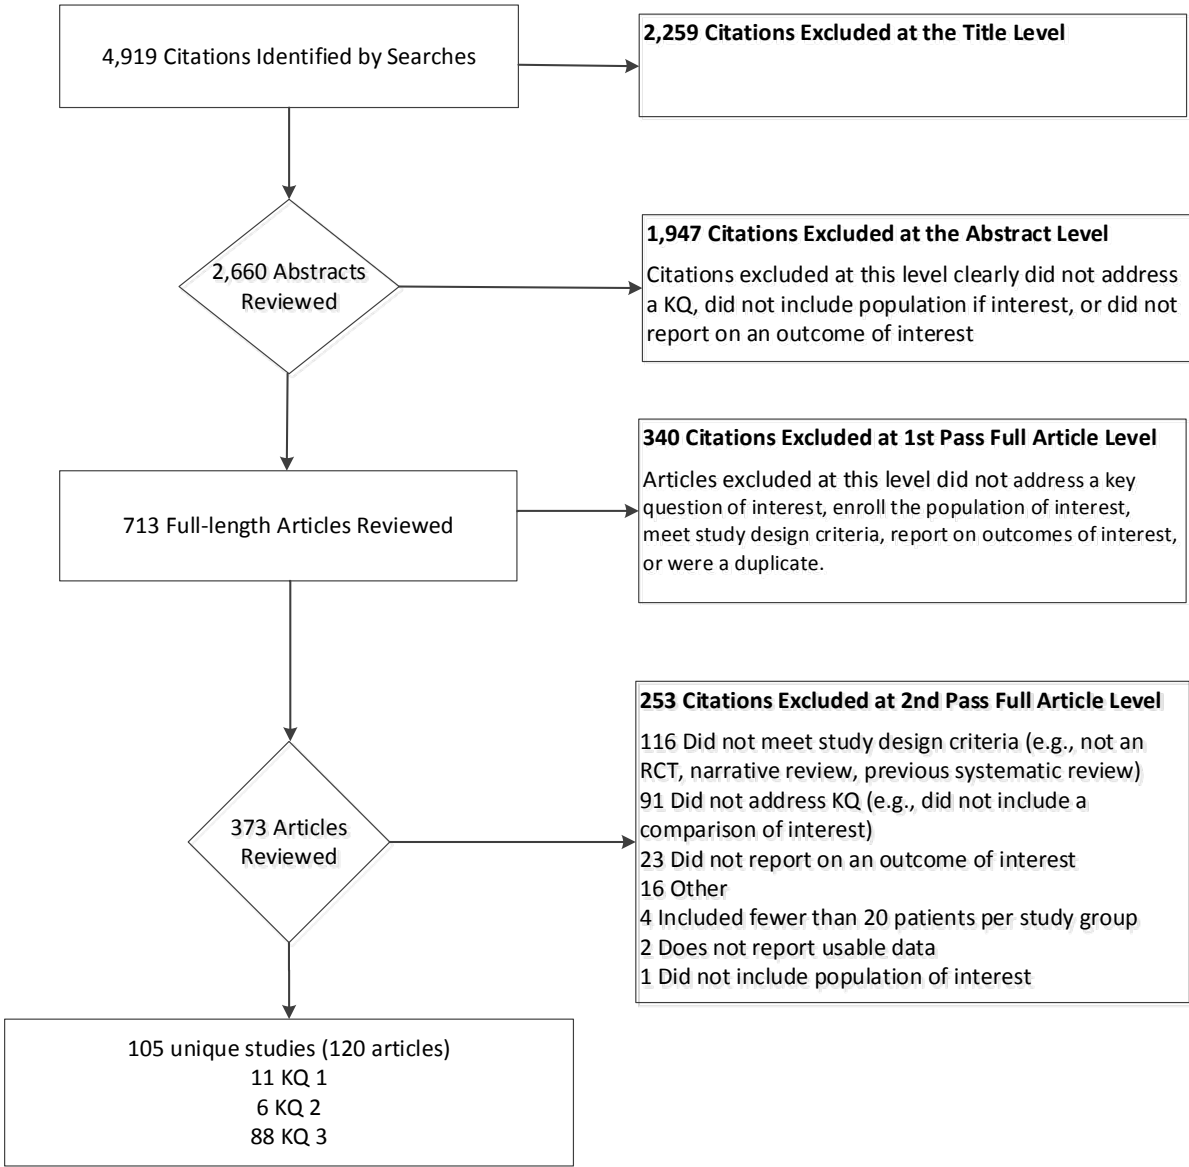 4,919 Citations Identified by Searches
2,259 Citations Excluded at the Title Level
2,660 Abstracts
Reviewed
1,947 Citations Excluded at the Abstract Level
Citations excluded at this level clearly did not address
a KQ, did not include population if interest, or did not
report on an outcome of interest
713 Full-length Articles Reviewed
340 Citations Excluded at 1st Pass Full Article Level
Articles excluded at this level did not address a key
question of interest, enroll the population of interest,
meet study design criteria, report on outcomes of interest,
or were a duplicate.
373 Articles
Reviewed
253 Citations Excluded at 2nd Pass Full Article Level
116 Did not meet study design criteria (e.g., not an
RCT, narrative review, previous systematic review)
91 Did not address KQ (e.g., did not include a
comparison of interest)
23 Did not report on an outcome of interest
16 Other
4 Included fewer than 20 patients per study group
2 Does not report usable data
1 Did not include population of interest
105 unique studies (120 articles)
11 KQ 1
6 KQ 2
88 KQ 3